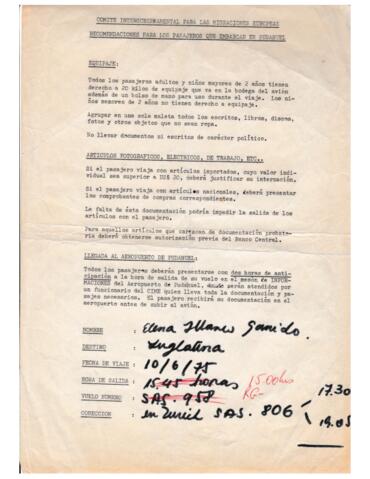 COMITE INTERGUBERNAMENTAL PARA LAS MIGRACIONES EUROPEAS
RECOMENDACIONES PARA LOS PASAJEROS QUE EMBARCAN EN PUDAHUEL
EQUIPAJE:
Todos los pasajeros adultos y niños mayores de 2 años tienen
derecho a 20 kilos de equipaje que va en la bodega del avión
además de un bolso de mano para uso durante el viaje. Los ni-
ños menores de 2 años no tienen derecho a equipaje.
Agrupar en una sola maleta todos los escritos, libros, discos,
fotos y otros objetos que no sean ropa.
No llevar documentos ni escritos de carácter político.
ARTICULOS FOTOGRAFICOS, ELECTRICOS, DE TRABAJO, ETC..
Si el pasajero viaja con artículos importados, cuyo valor indi-
vidual sea superior a US$ 20, deberá justificar su internación.
Si el pasajero viaja con artículos nacionales, deberá presentar
los comprobantes de compras correspondientes.
La falta de ésta documentación podría impedir la salida de los
artículos con el pasajero.
Para aquellos artículos que carezcan de documentación probato-
ria deberá obtenerse autorización previa del Banco Central.
LLEGADA AL AEROPUERTO DE PUDAHUEL:
Todos los pasajeros deberán presentarse con dos horas de anti-
cipación a la hora de salida de su vuelo en el mesón de INFOR-
MACIONES del Aeropuerto de Pudahuel, donde serán atendidos por
un funcionario del CIME quien lleva toda la documentación y pa-
sajes necesarios. El pasajero recibirá su documentación en el
aeropuerto antes de subir al avión.
NOMBRE : Elena Blanco Garrido.
DESTINO : Inglaterra
FECHA DE VIAJE: 10/6/75
HORA DE SALIDA : 15.45 horas 15.00 hrs
VUELO NUMERO : SAS. 958 KG- 17.30
CONECCION : en Zurich SAS. 806 19.05